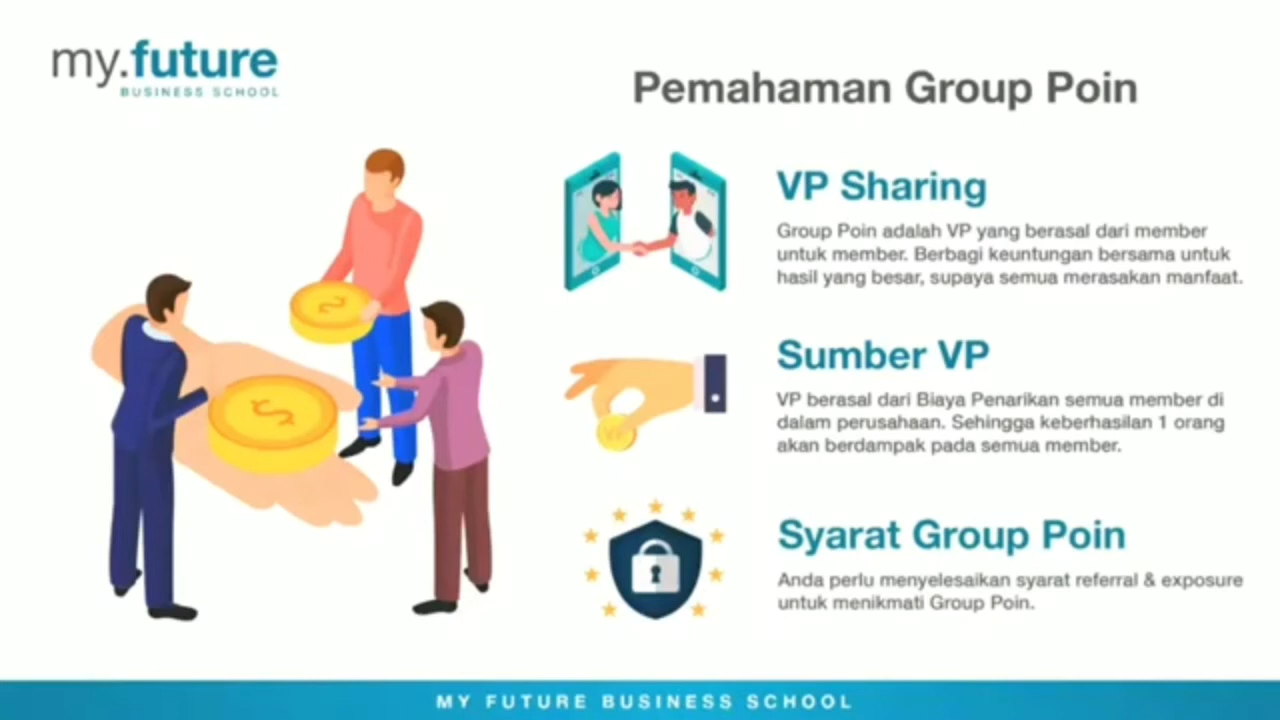 my.future
BUSINESS SCHOOL
Pemahaman Group Poin
VP Sharing
Group Poin adalah VP yang berasal dari member
untuk member. Berbagi keuntungan bersama untuk
hasil yang besar, supaya semua merasakan manfaat.
Sumber VP
VP berasal dari Biaya Penarikan semua member di
dalam perusahaan. Sehingga keberhasilan 1 orang
akan berdampak pada semua member.
Syarat Group Poin
Anda perlu menyelesaikan syarat referral & exposure
untuk menikmati Group Poin.
MY FUTURE BUSINESS SCHOOL